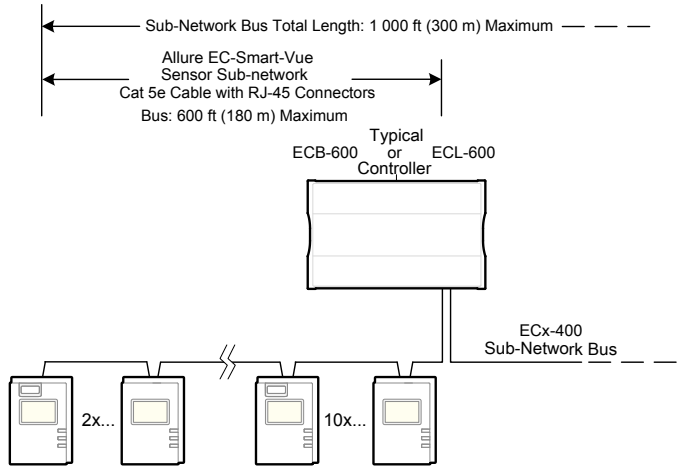 Sub-Network Bus Total Length: 1 000 ft (300 m) Maximum
Allure EC-Smart-Vue
Sensor Sub-network
Cat 5e Cable with RJ-45 Connectors
Bus: 600 ft (180 m) Maximum
Typical
ECB-600 or ECL-600
Controller
ECx-400
Sub-Network Bus
2x...
10x...